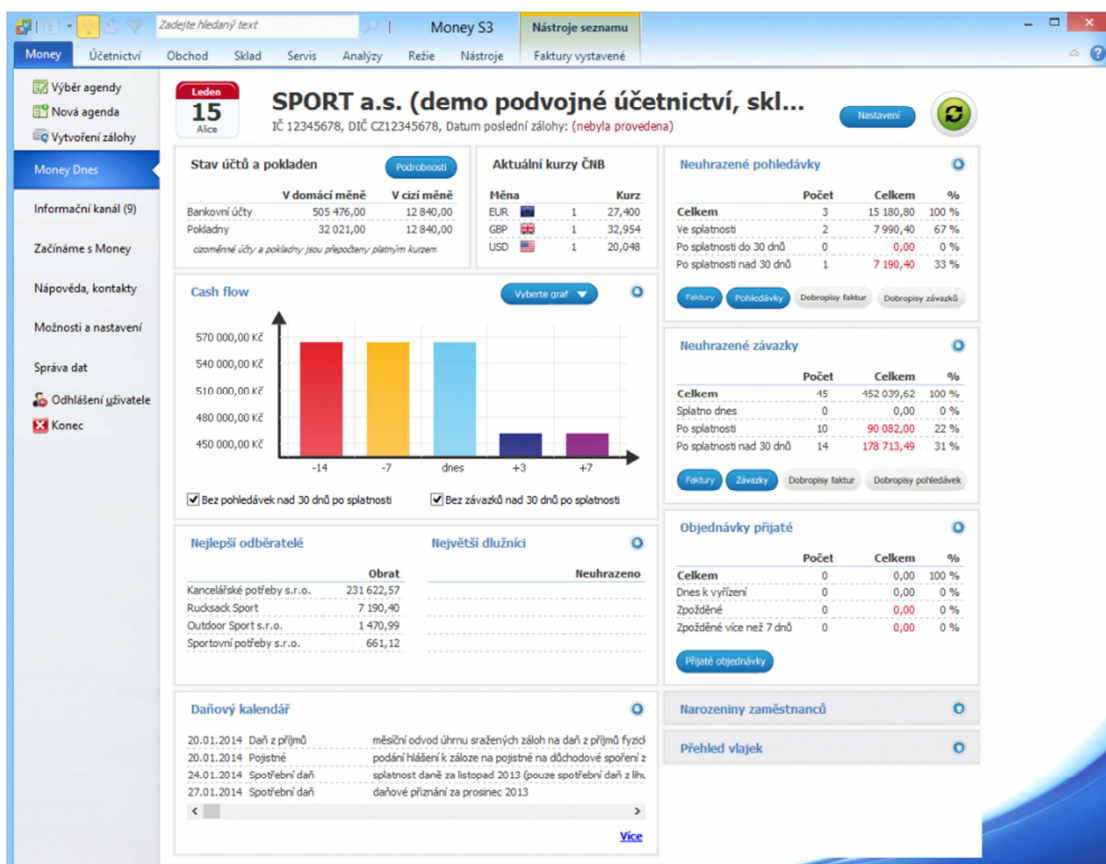 Zadejte hledaný text
Money S3
Nástroje seznamu
Money Účetnictví Obchod Sklad Servis Analýzy Režie Nástroje Faktury vystavené
Výběr agendy
Nová agenda
Vytvoření zálohy
Money Dnes
Informační kanál (9)
Začínáme s Money
Nápověda, kontakty
Možnosti a nastavení
Správa dat
Odhlášení uživatele
Konec
Leden
15
Alice
SPORT a.s. (demo podvojné účetnictví, skl...
IČ 12345678, DIČ CZ12345678, Datum poslední zálohy: (nebyla provedena)
Nastavení
Stav účtů a pokladen Podrobnosti
V domácí měně V cizí měně
Bankovní účty 505 476,00 12 840,00
Pokladny 32 021,00 12 840,00
cizoměnné účty a pokladny jsou přepočteny platným kurzem
Aktuální kurzy ČNB
Měna Kurz
EUR 1 27,400
GBP 1 32,954
USD 1 20,048
Cash flow Vyberte graf
570 000,00 Kč
540 000,00 Kč
510 000,00 Kč
480 000,00 Kč
450 000,00 Kč
-14 -7 dnes +3 +7
Bez pohledávek nad 30 dnů po splatnosti Bez závazků nad 30 dnů po splatnosti
Nejlepší odběratelé
Obrat
Kancelářské potřeby s.r.o. 231 622,57
Rucksack Sport 7 190,40
Outdoor Sport s.r.o. 1 470,99
Sportovní potřeby s.r.o. 661,12
Největší dlužníci
Neuhrazeno
Daňový kalendář
20.01.2014 Daň z příjmů měsíční odvod úhrnu sražených záloh na daň z příjmů fyzic
20.01.2014 Pojistné podání hlášení k záloze na pojistné na důchodové spoření z
24.01.2014 Spotřební daň splatnost daně za listopad 2013 (pouze spotřební daň z lihu
27.01.2014 Spotřební daň daňové přiznání za prosinec 2013
Více
Neuhrazené pohledávky
Počet Celkem %
Celkem 3 15 180,80 100 %
Ve splatnosti 2 7 990,40 67 %
Po splatnosti do 30 dnů 0 0,00 0 %
Po splatnosti nad 30 dnů 1 7 190,40 33 %
Faktury Pohledávky Dobropisy faktur Dobropisy závazků
Neuhrazené závazky
Počet Celkem %
Celkem 45 452 039,62 100 %
Splatno dnes 0 0,00 0 %
Po splatnosti 10 90 082,00 22 %
Po splatnosti nad 30 dnů 14 178 713,49 31 %
Faktury Závazky Dobropisy faktur Dobropisy pohledávek
Objednávky přijaté
Počet Celkem %
Celkem 0 0,00 100 %
Dnes k vyřízení 0 0,00 0 %
Zpožděné 0 0,00 0 %
Zpožděné více než 7 dnů 0 0,00 0 %
Přijaté objednávky
Narozeniny zaměstnanců
Přehled vlajek